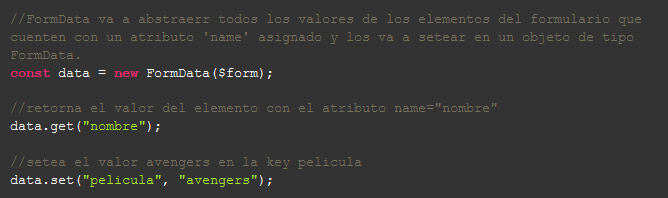 //FormData va a abstraerr todos los valores de los elementos del formulario que
cuenten con un atributo 'name' asignado y los va a setear en un objeto de tipo
FormData.
const data = new FormData($form);
//retorna el valor del elemento con el atributo name="nombre"
data.get("nombre");
//setea el valor avengers en la key pelicula
data.set("pelicula", "avengers");